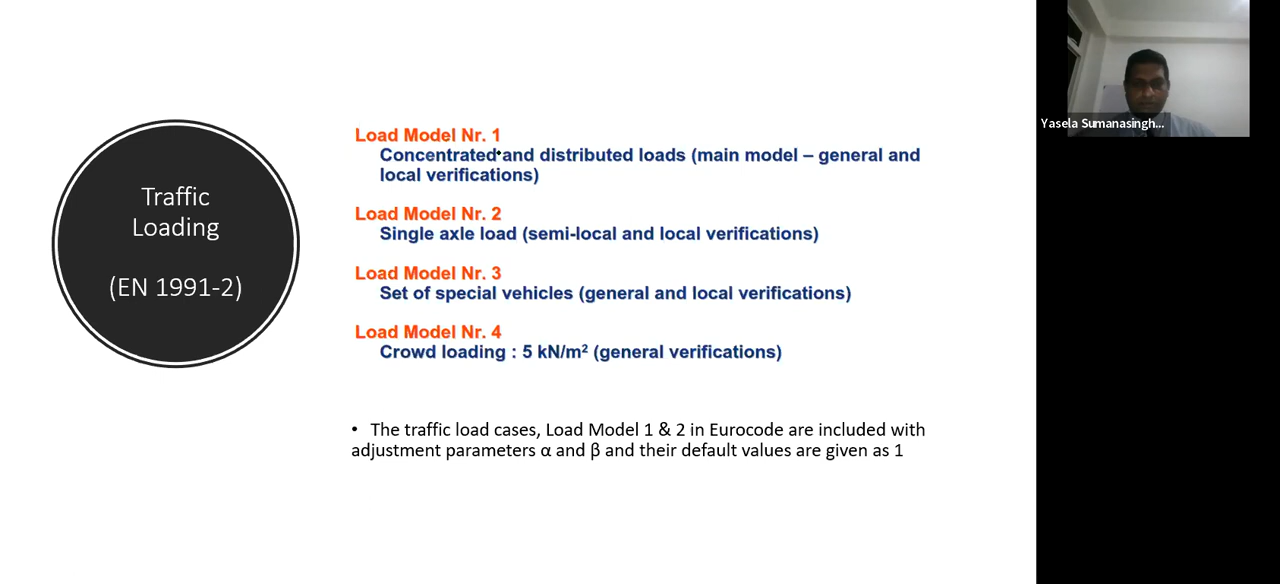 Traffic
Loading
(EN 1991-2)
Load Model Nr. 1
Concentrated and distributed loads (main model – general and
local verifications)
Load Model Nr. 2
Single axle load (semi-local and local verifications)
Load Model Nr. 3
Set of special vehicles (general and local verifications)
Load Model Nr. 4
Crowd loading : 5 kN/m² (general verifications)
• The traffic load cases, Load Model 1 & 2 in Eurocode are included with
adjustment parameters α and β and their default values are given as 1
Yasela Sumanasingh...